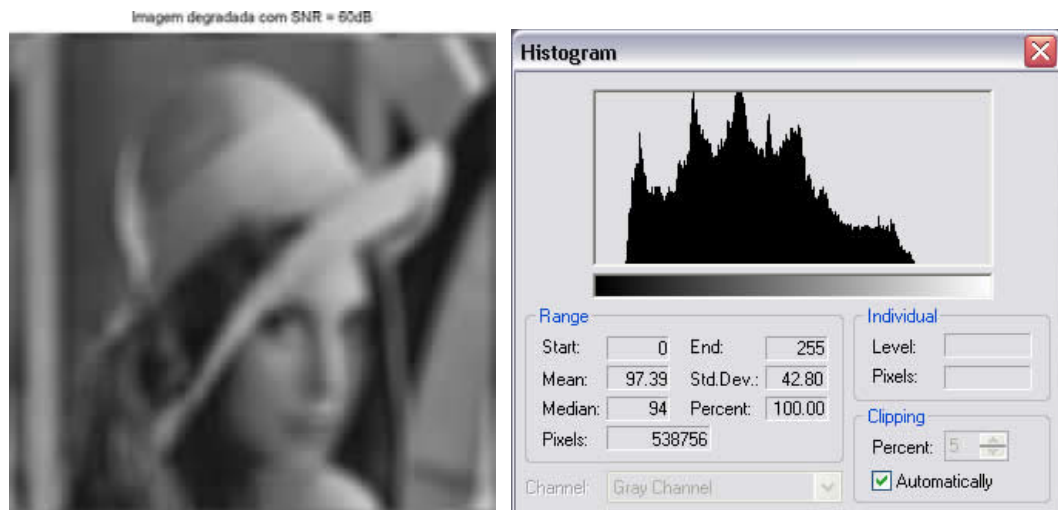 Imagem degradada com SNR = 60dB
Histogram
Range
Start: 0 End: 255
Mean: 97.39 Std.Dev.: 42.80
Median: 94 Percent: 100.00
Pixels: 538756
Individual
Level:
Pixels:
Clipping
Percent: 5
Automatically
Channel: Gray Channel